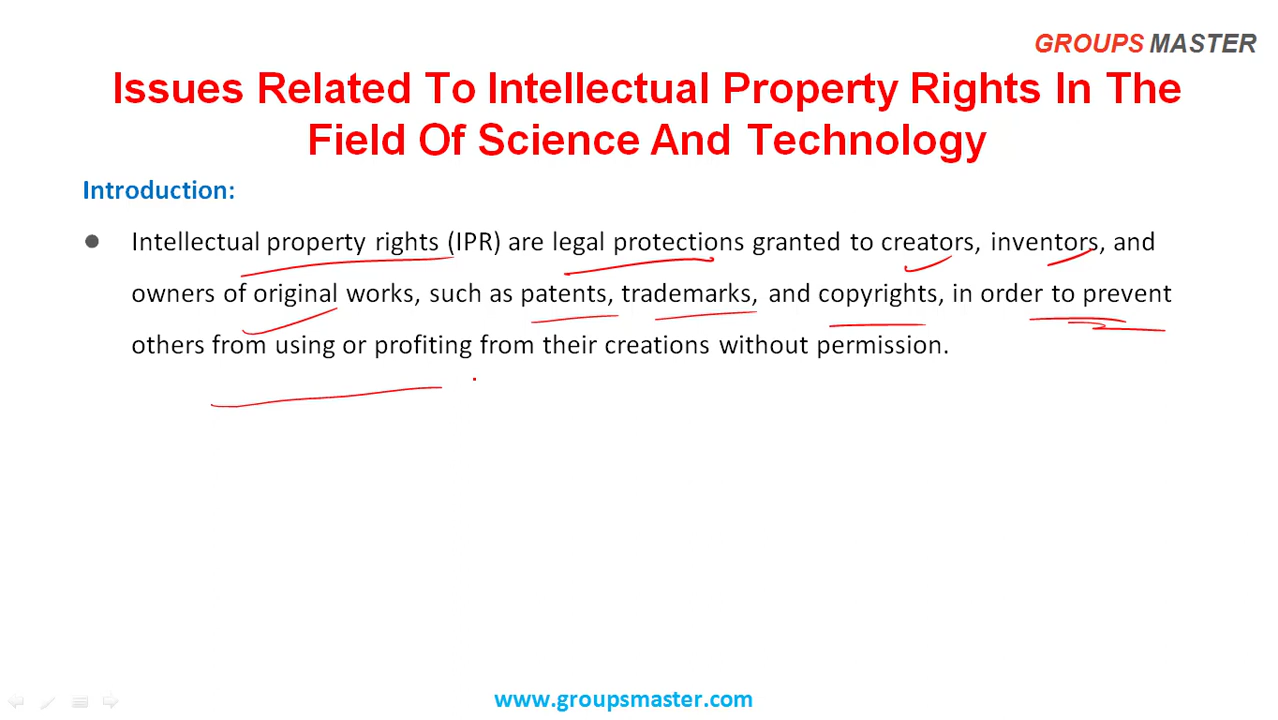 GROUPS MASTER
Issues Related To Intellectual Property Rights In The
Field Of Science And Technology
Introduction:
● Intellectual property rights (IPR) are legal protections granted to creators, inventors, and
owners of original works, such as patents, trademarks, and copyrights, in order to prevent
others from using or profiting from their creations without permission.
www.groupsmaster.com